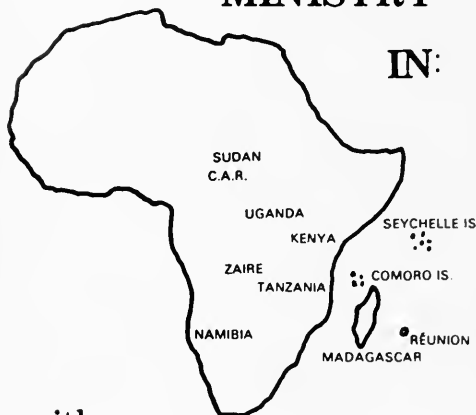 MINISTRY
IN:
SUDAN
C.A.R.
UGANDA
KENYA
SEYCHELLE IS
ZAIRE
TANZANIA
COMORO IS.
NAMIBIA
RÉUNION
MADAGASCAR